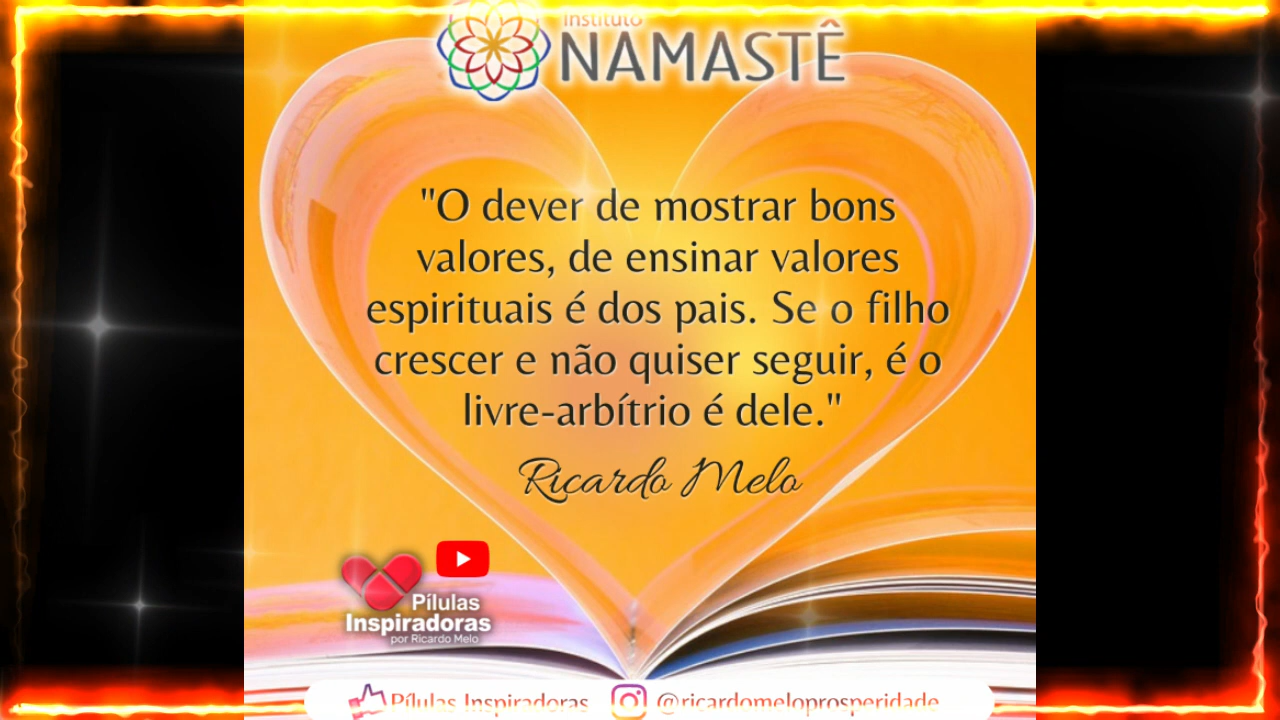 Instituto
NAMASTÊ
"O dever de mostrar bons
valores, de ensinar valores
espirituais é dos pais. Se o filho
crescer e não quiser seguir, é o
livre-arbítrio é dele."
Ricardo Melo
Pílulas
Inspiradoras
por Ricardo Melo
Pílulas Inspiradoras @ricardomeloprosperidade